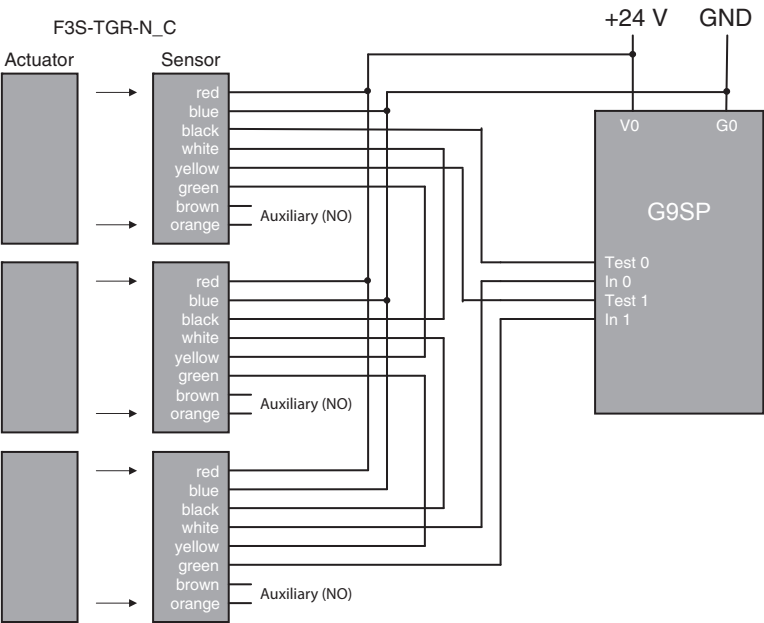 +24 V GND
F3S-TGR-N_C
Actuator Sensor
red
blue
black
white
yellow
green
brown
orange
Auxiliary (NO)
V0 G0
G9SP
Test 0
In 0
Test 1
In 1
red
blue
black
white
yellow
green
brown
orange
Auxiliary (NO)
red
blue
black
white
yellow
green
brown
orange
Auxiliary (NO)